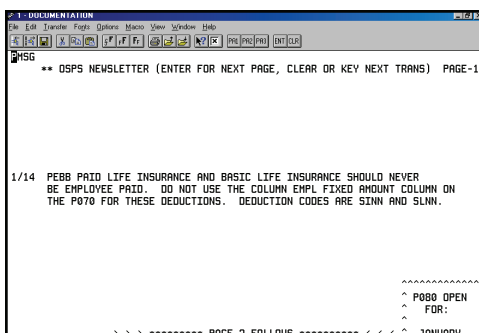 1 - DOCUMENTATION
File Edit Transfer Fonts Options Macro View Window Help
PA1 PA2 PA3 ENT CLR
PMSG
** OSPS NEWSLETTER (ENTER FOR NEXT PAGE, CLEAR OR KEY NEXT TRANS) PAGE-1
1/14 PEBB PAID LIFE INSURANCE AND BASIC LIFE INSURANCE SHOULD NEVER
BE EMPLOYEE PAID. DO NOT USE THE COLUMN EMPL FIXED AMOUNT COLUMN ON
THE P070 FOR THESE DEDUCTIONS. DEDUCTION CODES ARE SINN AND SLNN.
^^^^^^^^^^^^^
^ P080 OPEN
^ FOR:
^
> > > ********* PAGE 2 FOLLOWS ********** < < < ^ JANUARY